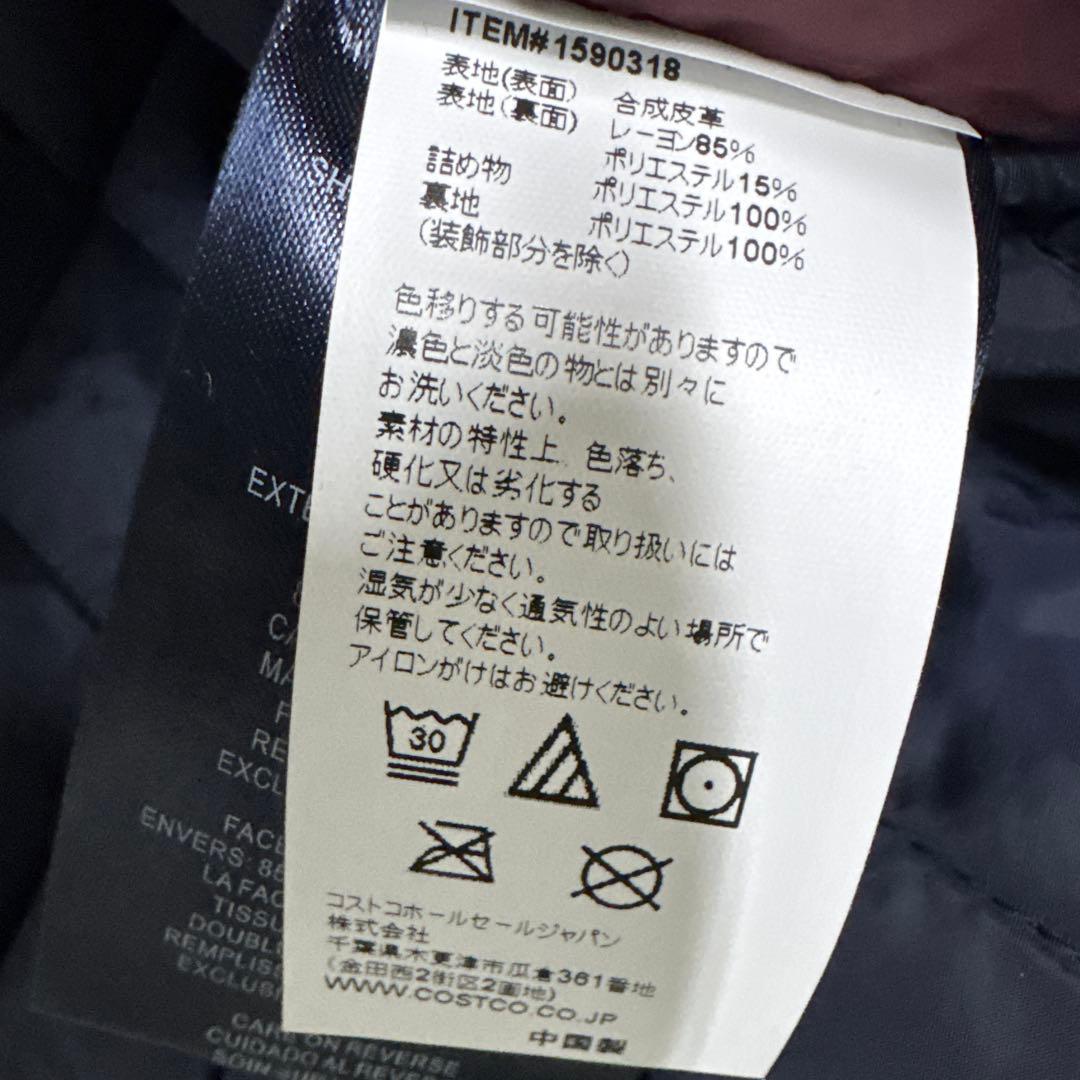 ITEM#1590318
表地(表面) 合成皮革
表地(裏面) レーヨン85%
ポリエステル15%
詰め物 ポリエステル100%
裏地 ポリエステル100%
(装飾部分を除く)
色移りする可能性がありますので
濃色と淡色の物とは別々に
お洗いください。
素材の特性上、色落ち、
硬化又は劣化する
ことがありますので取り扱いには
ご注意ください。
湿気が少なく通気性のよい場所で
保管してください。
アイロンがけはお避けください。
30
コストコホールセールジャパン
株式会社
千葉県木更津市瓜倉361番地
(金田西2街区2画地)
WWW.COSTCO.CO.JP
中国製
SH
EXTE
CA
MA
RE
EXCL
FACE
ENVERS: 85
LA FAC
TISSU
DOUBL
REMPLISS
EXCLUSI
CARE ON REVERSE
CUIDADO AL REVE
SOIN SU